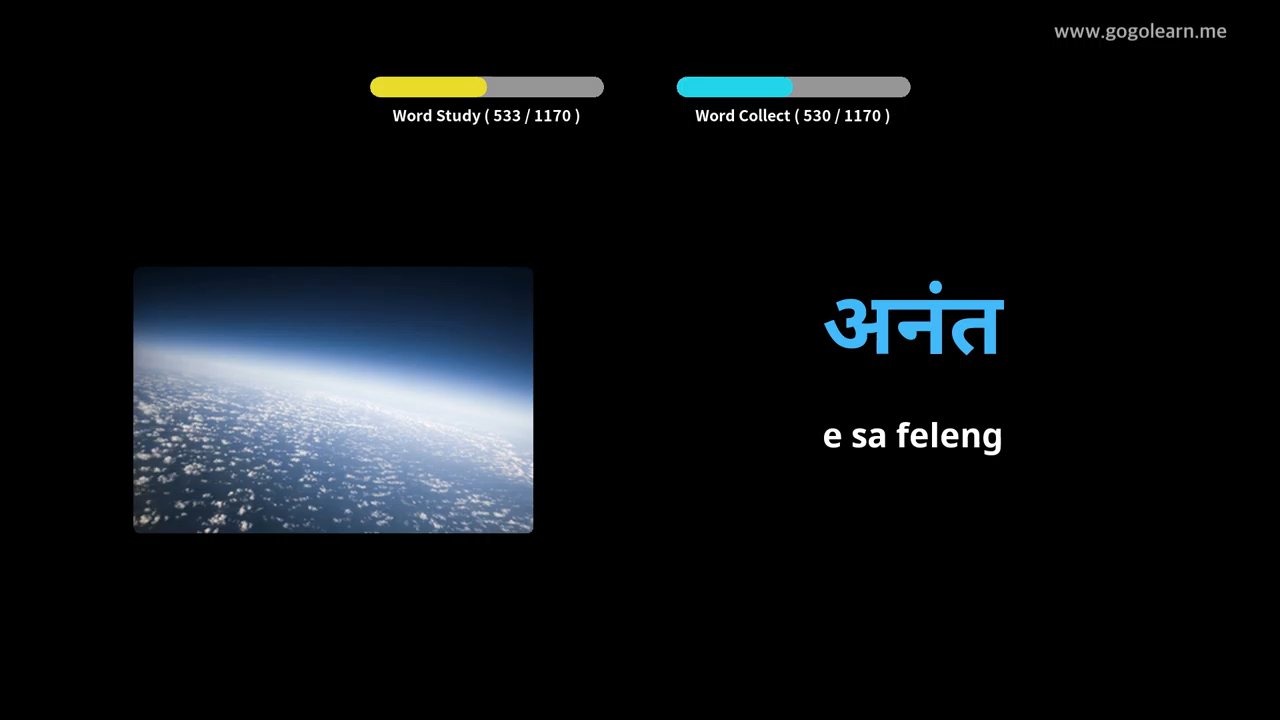 www.gogolearn.me
Word Study ( 533 / 1170 )
Word Collect ( 530 / 1170 )
अनंत
e sa feleng